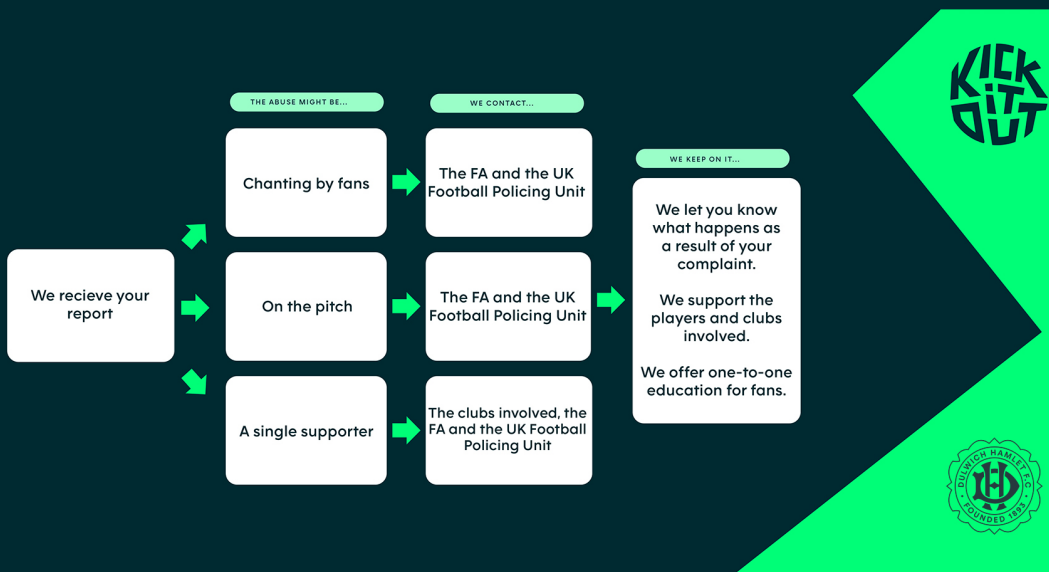 THE ABUSE MIGHT BE...
WE CONTACT...
WE KEEP ON IT...
We recieve your
report
Chanting by fans
The FA and the UK
Football Policing Unit
On the pitch
The FA and the UK
Football Policing Unit
A single supporter
The clubs involved, the
FA and the UK Football
Policing Unit
We let you know
what happens as
a result of your
complaint.
We support the
players and clubs
involved.
We offer one-to-one
education for fans.
KICK
iT
OUT
DULWICH HAMLET F.C
DH
FOUNDED 1893